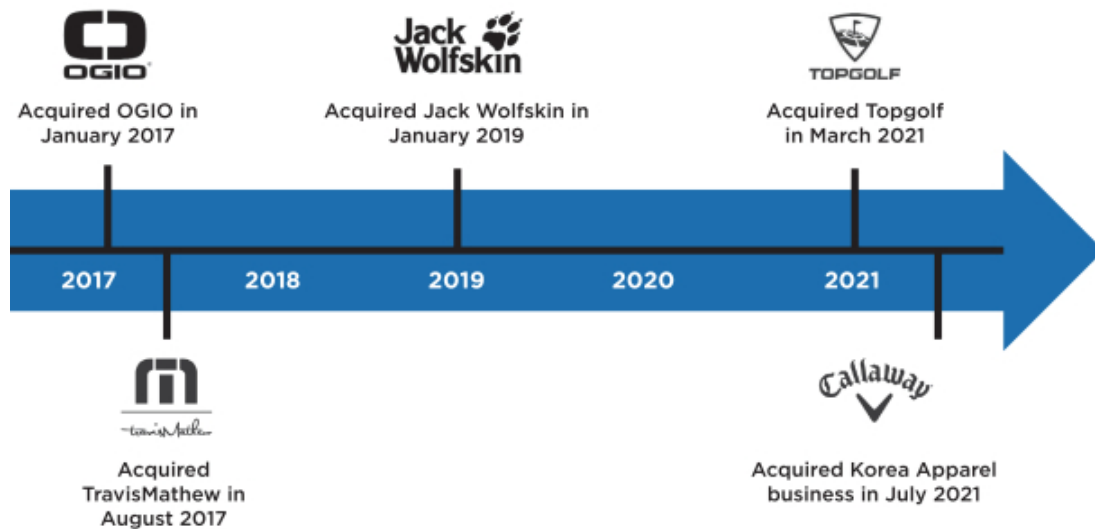 OGIO
Acquired OGIO in
January 2017
Jack
Wolfskin
Acquired Jack Wolfskin in
January 2019
TOPGOLF
Acquired Topgolf
in March 2021
2017
2018
2019
2020
2021
travisMathew
Acquired
TravisMathew in
August 2017
Callaway
Acquired Korea Apparel
business in July 2021